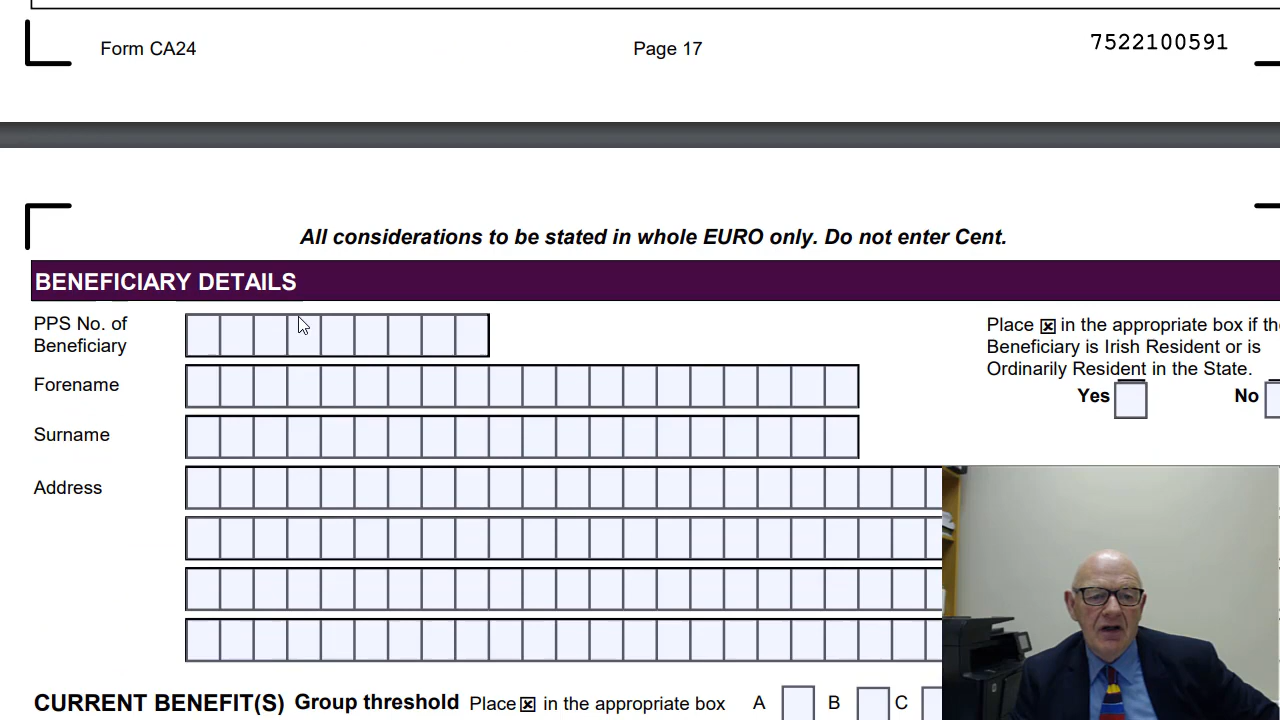 Form CA24 Page 17 7522100591
All considerations to be stated in whole EURO only. Do not enter Cent.
BENEFICIARY DETAILS
PPS No. of
Beneficiary
Place ☒ in the appropriate box if the
Beneficiary is Irish Resident or is
Ordinarily Resident in the State.
Yes No
Forename
Surname
Address
CURRENT BENEFIT(S) Group threshold Place ☒ in the appropriate box A B C